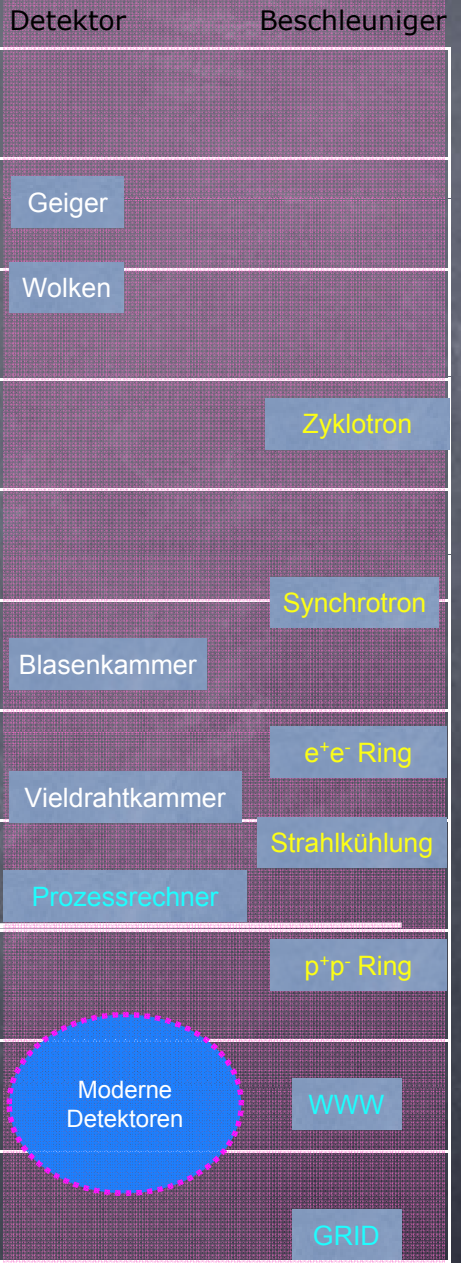 Detektor Beschleuniger
Geiger
Wolken
Zyklotron
Synchrotron
Blasenkammer
e⁺e⁻ Ring
Vieldrahtkammer
Strahlkühlung
Prozessrechner
p⁺p⁻ Ring
Moderne
Detektoren
WWW
GRID